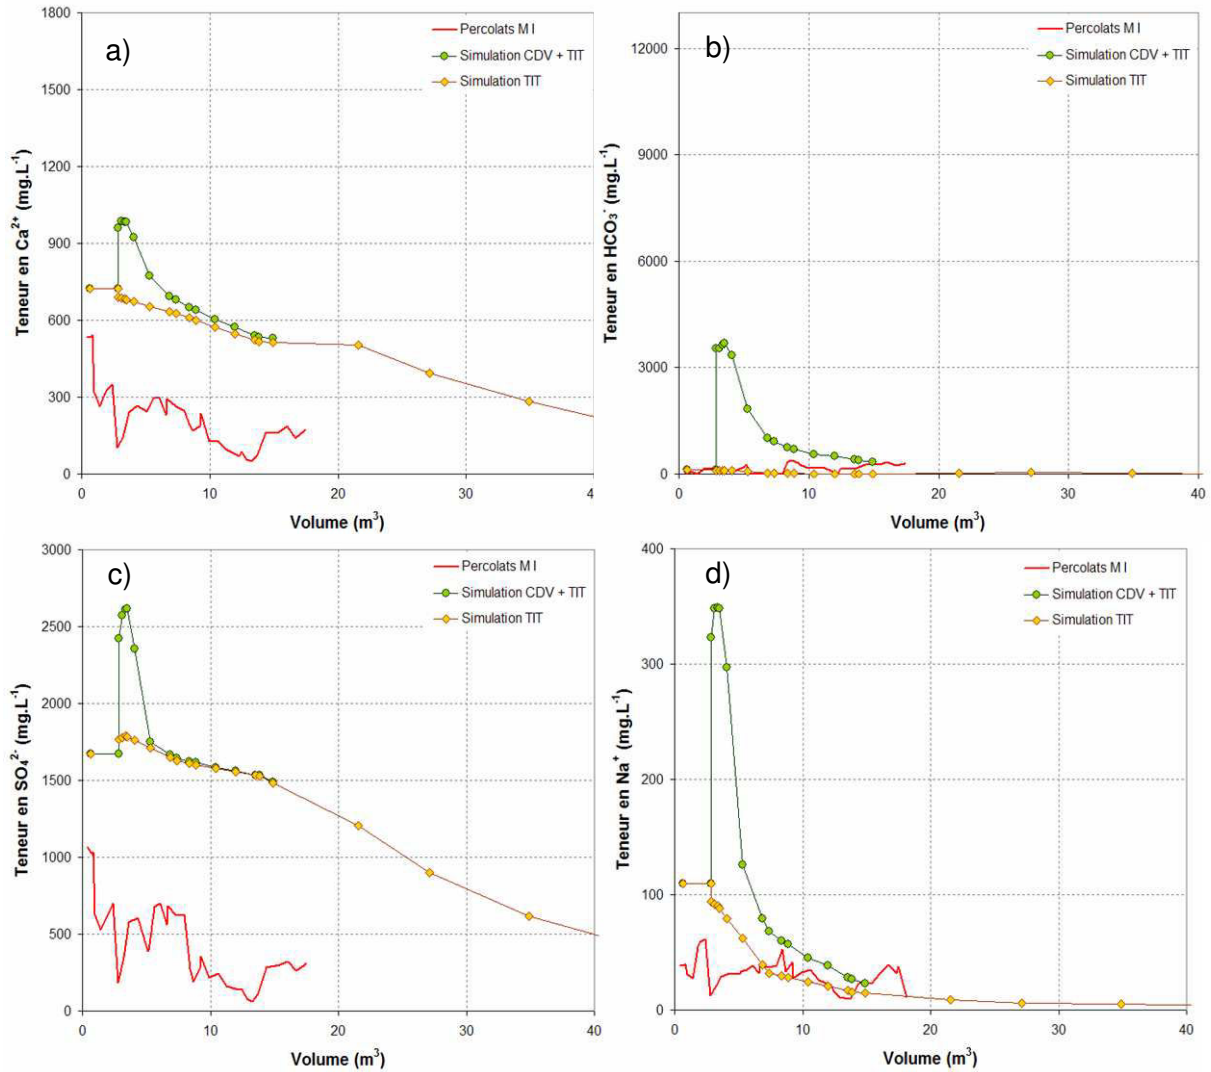 a)
Percolats M I
Simulation CDV + TIT
Simulation TIT
Teneur en Ca²⁺ (mg.L⁻¹)
1800
1500
1200
900
600
300
0
0 10 20 30 40
Volume (m³)
b)
Percolats M I
Simulation CDV + TIT
Simulation TIT
Teneur en HCO₃⁻ (mg.L⁻¹)
12000
9000
6000
3000
0
0 10 20 30 40
Volume (m³)
c)
Percolats M I
Simulation CDV + TIT
Simulation TIT
Teneur en SO₄²⁻ (mg.L⁻¹)
3000
2500
2000
1500
1000
500
0
0 10 20 30 40
Volume (m³)
d)
Percolats M I
Simulation CDV + TIT
Simulation TIT
Teneur en Na⁺ (mg.L⁻¹)
400
300
200
100
0
0 10 20 30 40
Volume (m³)